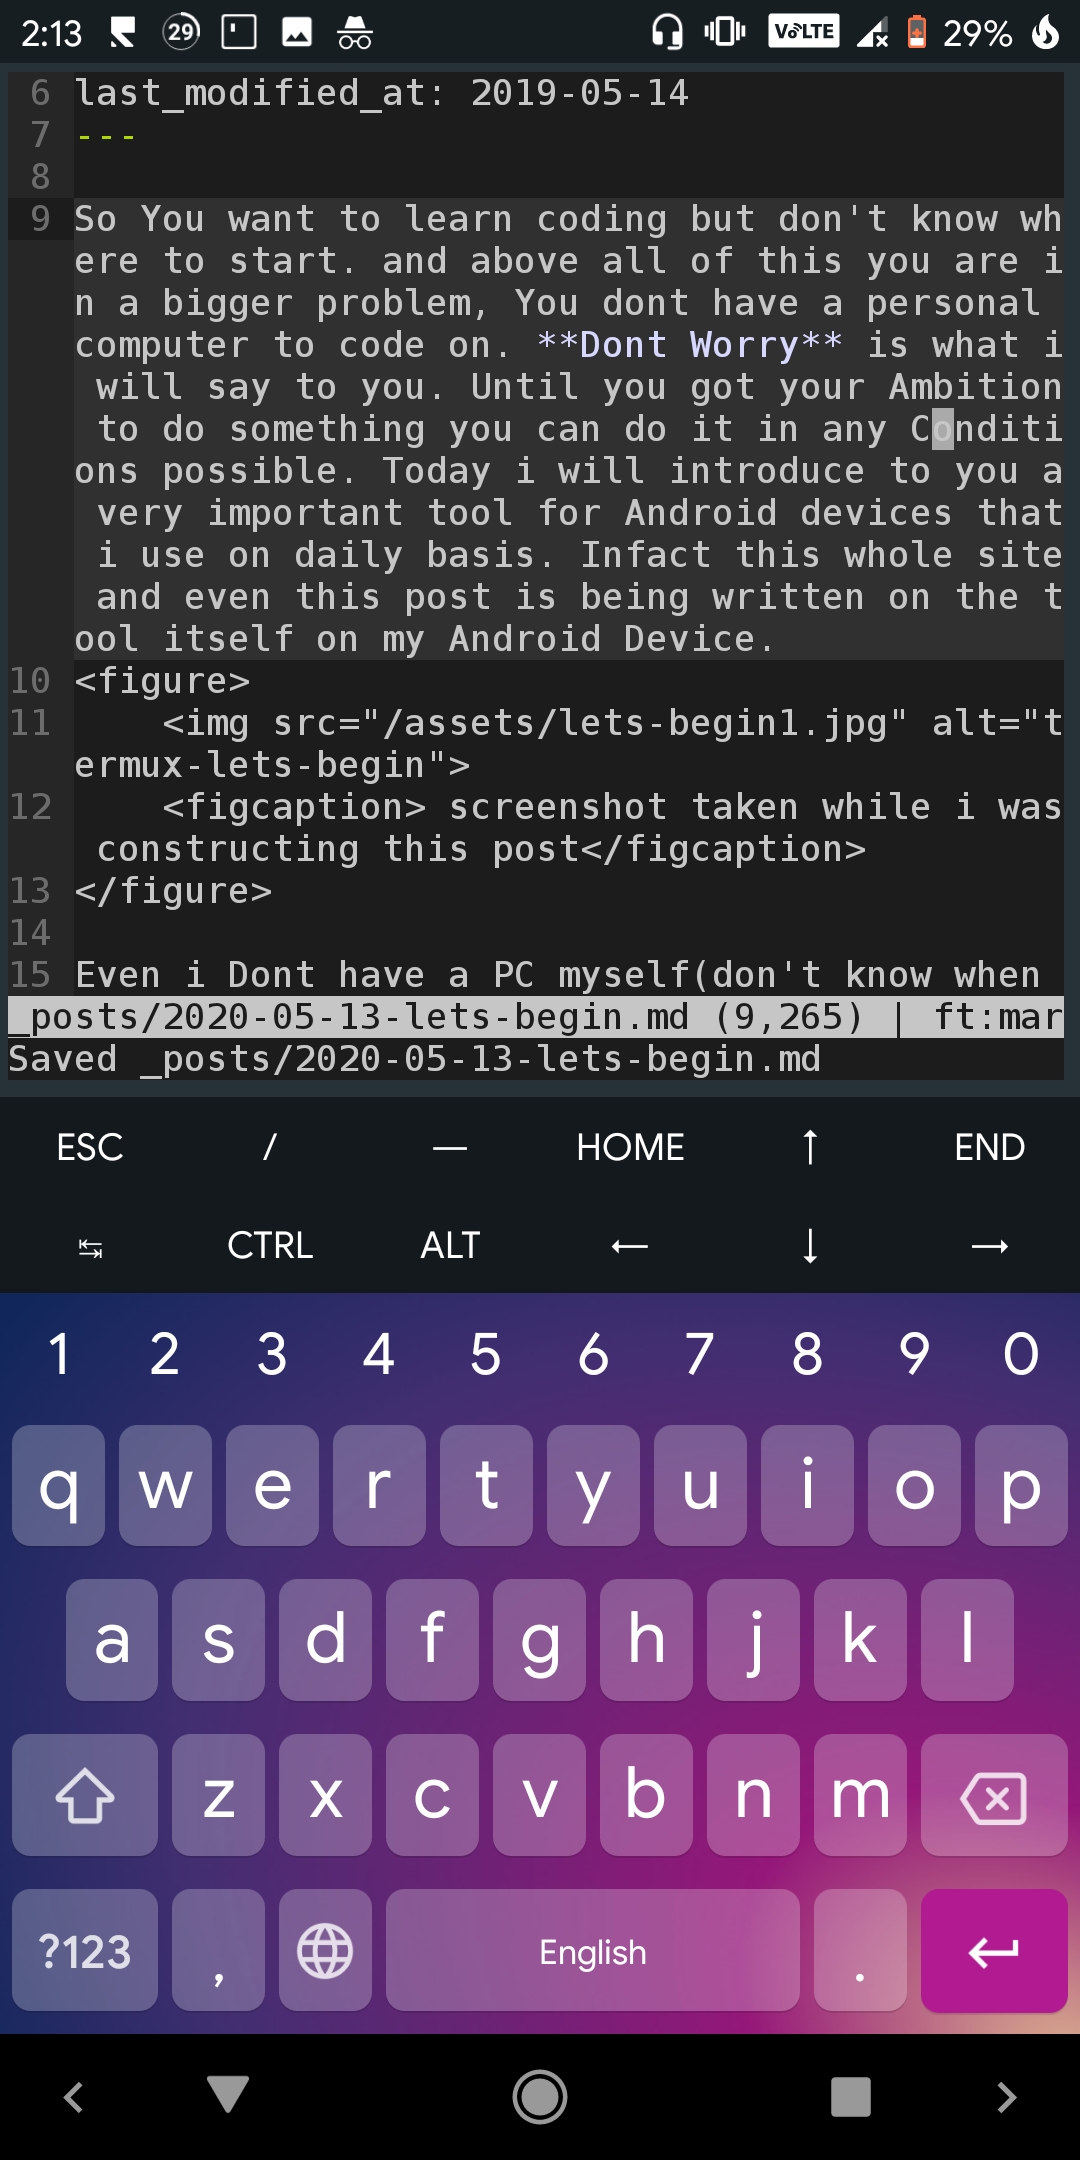 2:13 29 VoLTE 29%
6 last_modified_at: 2019-05-14
7 ---
8
9 So You want to learn coding but don't know wh
ere to start. and above all of this you are i
n a bigger problem, You dont have a personal
computer to code on. **Dont Worry** is what i
will say to you. Until you got your Ambition
to do something you can do it in any Conditi
ons possible. Today i will introduce to you a
very important tool for Android devices that
i use on daily basis. Infact this whole site
and even this post is being written on the t
ool itself on my Android Device.
10 <figure>
11     <img src="/assets/lets-begin1.jpg" alt="t
ermux-lets-begin">
12     <figcaption> screenshot taken while i was
constructing this post</figcaption>
13 </figure>
14
15 Even i Dont have a PC myself(don't know when
_posts/2020-05-13-lets-begin.md (9,265) | ft:mar
Saved _posts/2020-05-13-lets-begin.md
ESC / — HOME ↑ END
↹ CTRL ALT ← ↓ →
1 2 3 4 5 6 7 8 9 0
q w e r t y u i o p
a s d f g h j k l
z x c v b n m
?123 , English .